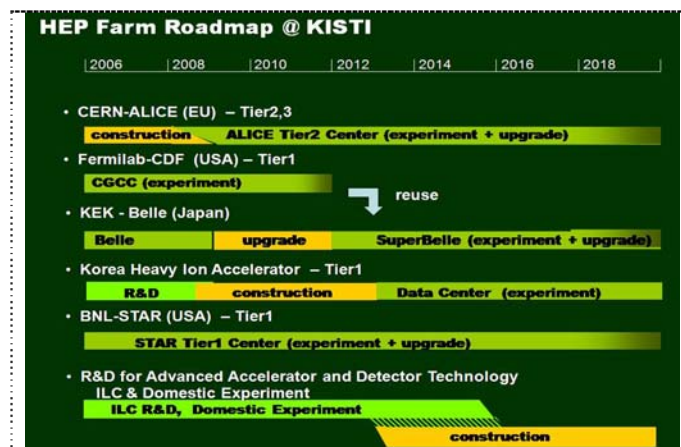 HEP Farm Roadmap @ KISTI
|2006 |2008 |2010 |2012 |2014 |2016 |2018
• CERN-ALICE (EU) – Tier2,3
construction ALICE Tier2 Center (experiment + upgrade)
• Fermilab-CDF (USA) – Tier1
CGCC (experiment)
reuse
• KEK - Belle (Japan)
Belle upgrade SuperBelle (experiment + upgrade)
• Korea Heavy Ion Accelerator – Tier1
R&D construction Data Center (experiment)
• BNL-STAR (USA) – Tier1
STAR Tier1 Center (experiment + upgrade)
• R&D for Advanced Accelerator and Detector Technology
ILC & Domestic Experiment
ILC R&D, Domestic Experiment
construction